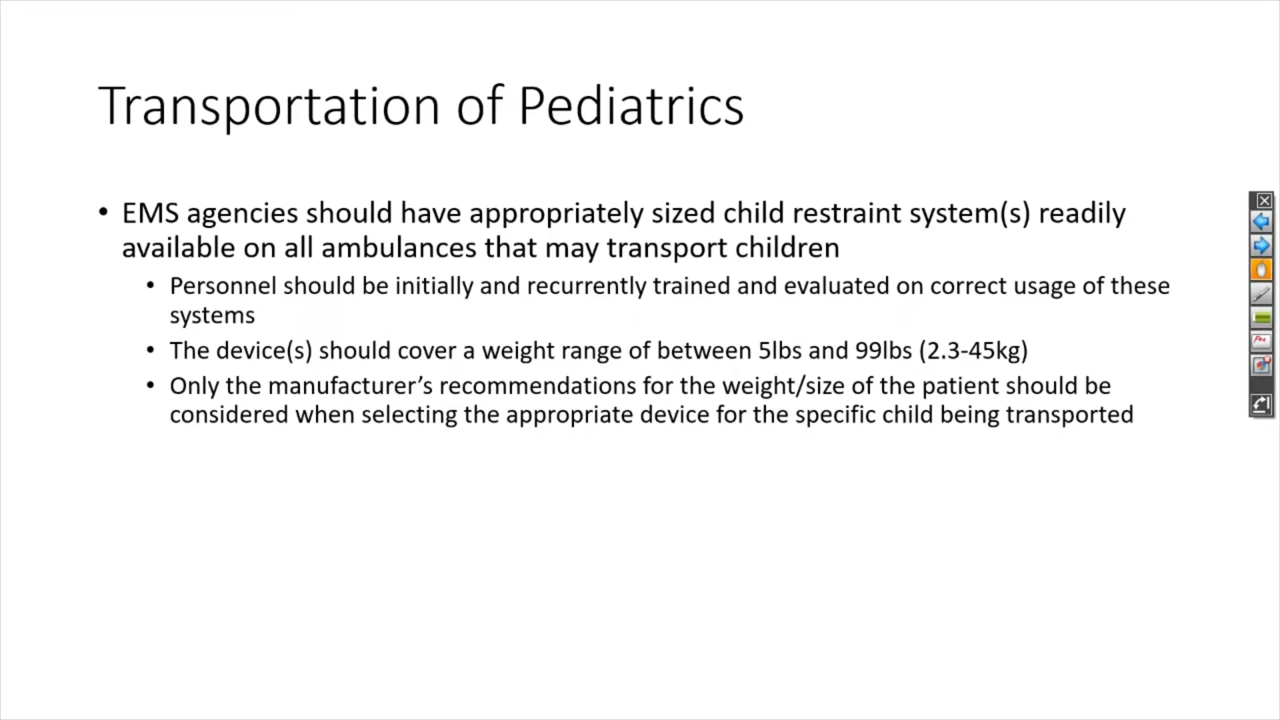 Transportation of Pediatrics
• EMS agencies should have appropriately sized child restraint system(s) readily
available on all ambulances that may transport children
• Personnel should be initially and recurrently trained and evaluated on correct usage of these
systems
• The device(s) should cover a weight range of between 5lbs and 99lbs (2.3-45kg)
• Only the manufacturer’s recommendations for the weight/size of the patient should be
considered when selecting the appropriate device for the specific child being transported